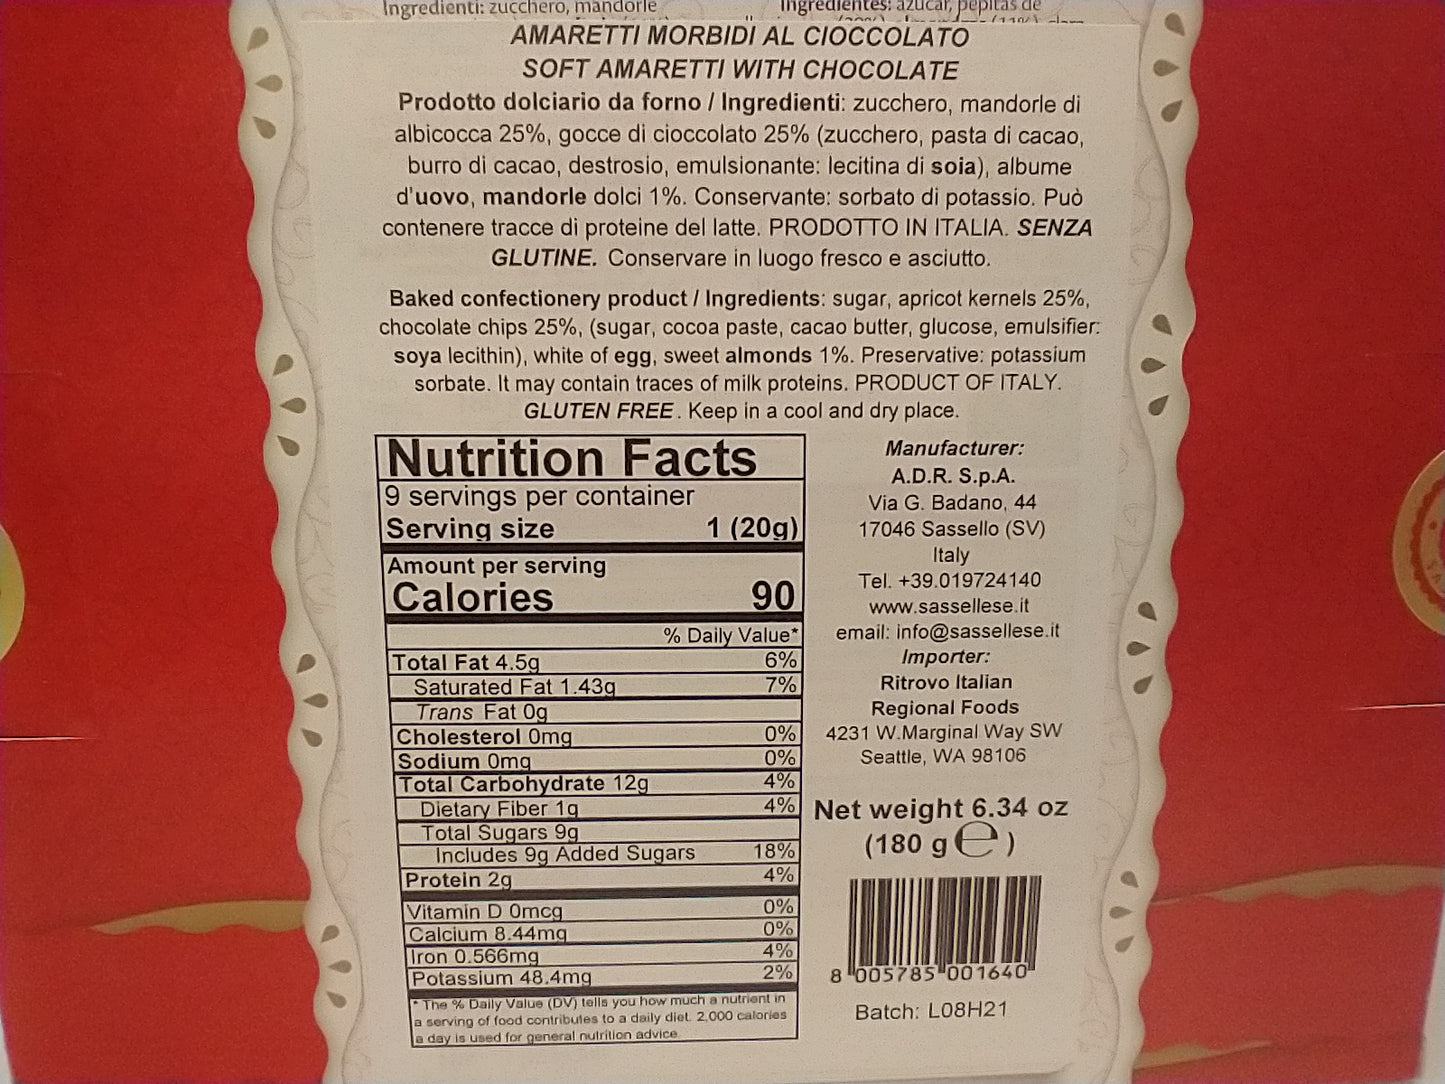 Ingredienti: zucchero, mandorle
Ingredientes: azúcar, pepitas de
AMARETTI MORBIDI AL CIOCCOLATO
SOFT AMARETTI WITH CHOCOLATE
Prodotto dolciario da forno / Ingredienti: zucchero, mandorle di
albicocca 25%, gocce di cioccolato 25% (zucchero, pasta di cacao,
burro di cacao, destrosio, emulsionante: lecitina di soia), albume
d'uovo, mandorle dolci 1%. Conservante: sorbato di potassio. Può
contenere tracce di proteine del latte. PRODOTTO IN ITALIA. SENZA
GLUTINE. Conservare in luogo fresco e asciutto.
Baked confectionery product / Ingredients: sugar, apricot kernels 25%,
chocolate chips 25%, (sugar, cocoa paste, cacao butter, glucose, emulsifier:
soya lecithin), white of egg, sweet almonds 1%. Preservative: potassium
sorbate. It may contain traces of milk proteins. PRODUCT OF ITALY.
GLUTEN FREE. Keep in a cool and dry place.
Nutrition Facts
9 servings per container
Serving size 1 (20g)
Amount per serving
Calories 90
% Daily Value*
Total Fat 4.5g 6%
Saturated Fat 1.43g 7%
Trans Fat 0g
Cholesterol 0mg 0%
Sodium 0mg 0%
Total Carbohydrate 12g 4%
Dietary Fiber 1g 4%
Total Sugars 9g
Includes 9g Added Sugars 18%
Protein 2g 4%
Vitamin D 0mcg 0%
Calcium 8.44mg 0%
Iron 0.566mg 4%
Potassium 48.4mg 2%
* The % Daily Value (DV) tells you how much a nutrient in
a serving of food contributes to a daily diet. 2,000 calories
a day is used for general nutrition advice.
Manufacturer:
A.D.R. S.p.A.
Via G. Badano, 44
17046 Sassello (SV)
Italy
Tel. +39.019724140
www.sassellese.it
email: info@sassellese.it
Importer:
Ritrovo Italian
Regional Foods
4231 W.Marginal Way SW
Seattle, WA 98106
Net weight 6.34 oz
(180 g ℮)
8 005785 001640
Batch: L08H21